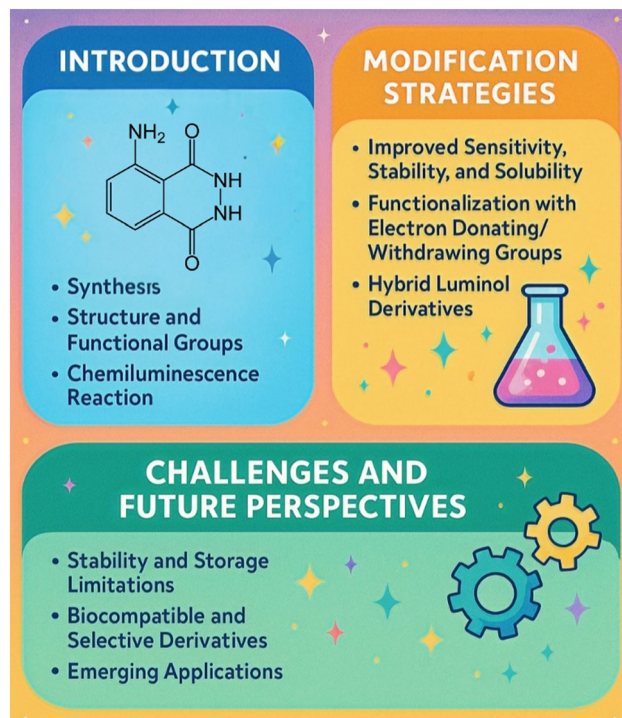 INTRODUCTION
NH₂
O
NH
NH
O
• Synthesis
• Structure and
Functional Groups
• Chemiluminescence
Reaction
MODIFICATION
STRATEGIES
• Improved Sensitivity,
Stability, and Solubility
• Functionalization with
Electron Donating/
Withdrawing Groups
• Hybrid Luminol
Derivatives
CHALLENGES AND
FUTURE PERSPECTIVES
• Stability and Storage
Limitations
• Biocompatible and
Selective Derivatives
• Emerging Applications